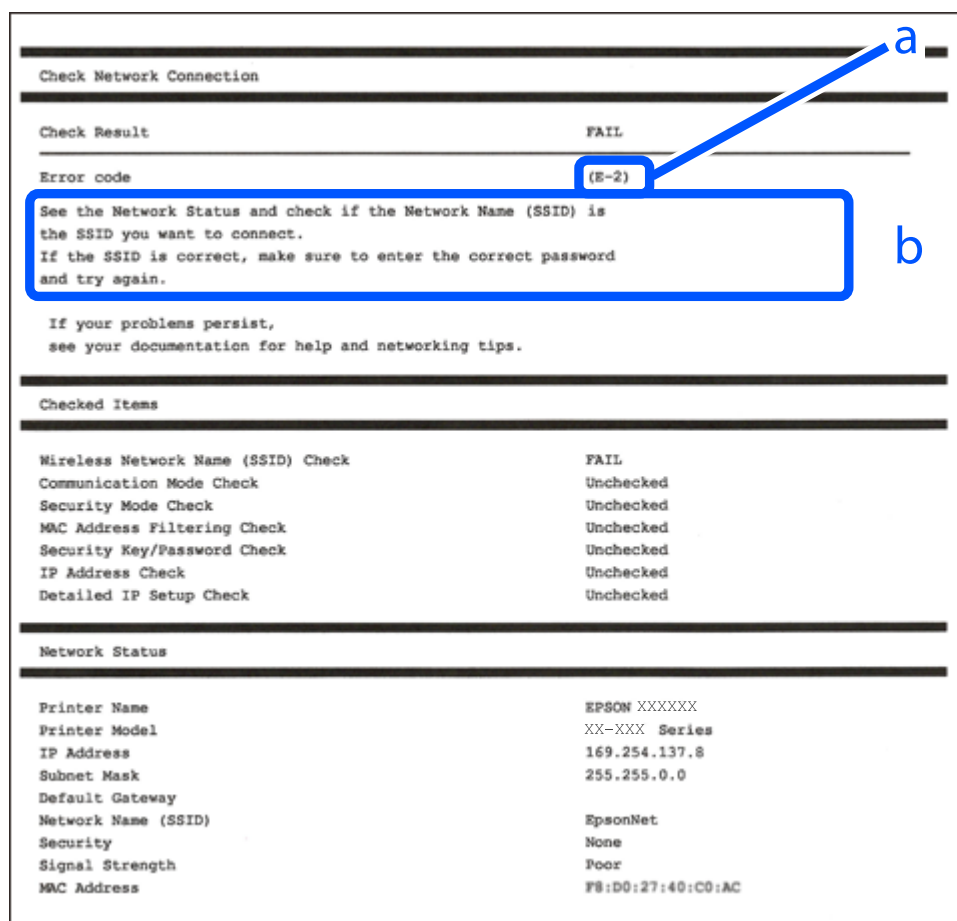 a
Check Network Connection
Check Result FAIL
Error code (E-2)
See the Network Status and check if the Network Name (SSID) is
the SSID you want to connect.
If the SSID is correct, make sure to enter the correct password
and try again.
b
If your problems persist,
see your documentation for help and networking tips.
Checked Items
Wireless Network Name (SSID) Check FAIL
Communication Mode Check Unchecked
Security Mode Check Unchecked
MAC Address Filtering Check Unchecked
Security Key/Password Check Unchecked
IP Address Check Unchecked
Detailed IP Setup Check Unchecked
Network Status
Printer Name EPSON XXXXXX
Printer Model XX-XXX Series
IP Address 169.254.137.8
Subnet Mask 255.255.0.0
Default Gateway
Network Name (SSID) EpsonNet
Security None
Signal Strength Poor
MAC Address F8:D0:27:40:C0:AC